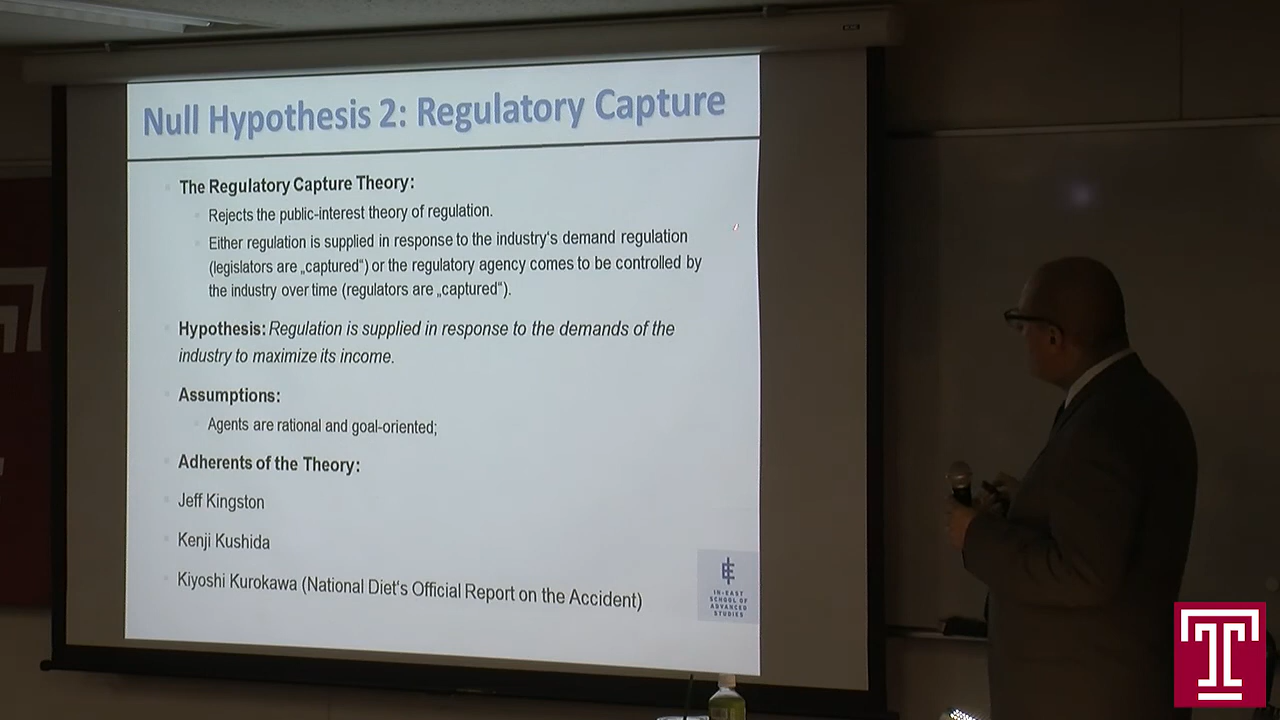 Null Hypothesis 2: Regulatory Capture
The Regulatory Capture Theory:
Rejects the public-interest theory of regulation.
Either regulation is supplied in response to the industry's demand regulation
(legislators are „captured") or the regulatory agency comes to be controlled by
the industry over time (regulators are „captured").
Hypothesis: Regulation is supplied in response to the demands of the
industry to maximize its income.
Assumptions:
Agents are rational and goal-oriented;
Adherents of the Theory:
Jeff Kingston
Kenji Kushida
Kiyoshi Kurokawa (National Diet's Official Report on the Accident)
IN-EAST
SCHOOL OF
ADVANCED
STUDIES